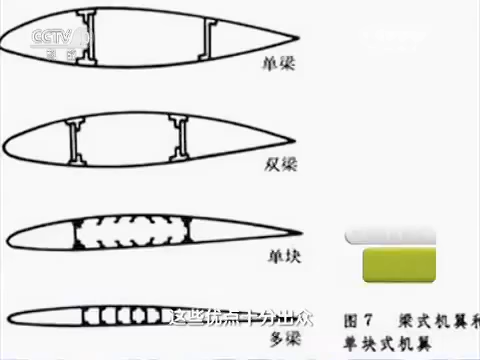 CCTV
单梁
双梁
单块
这些优点十分出众
多梁
图7 梁式机翼和
单块式机翼